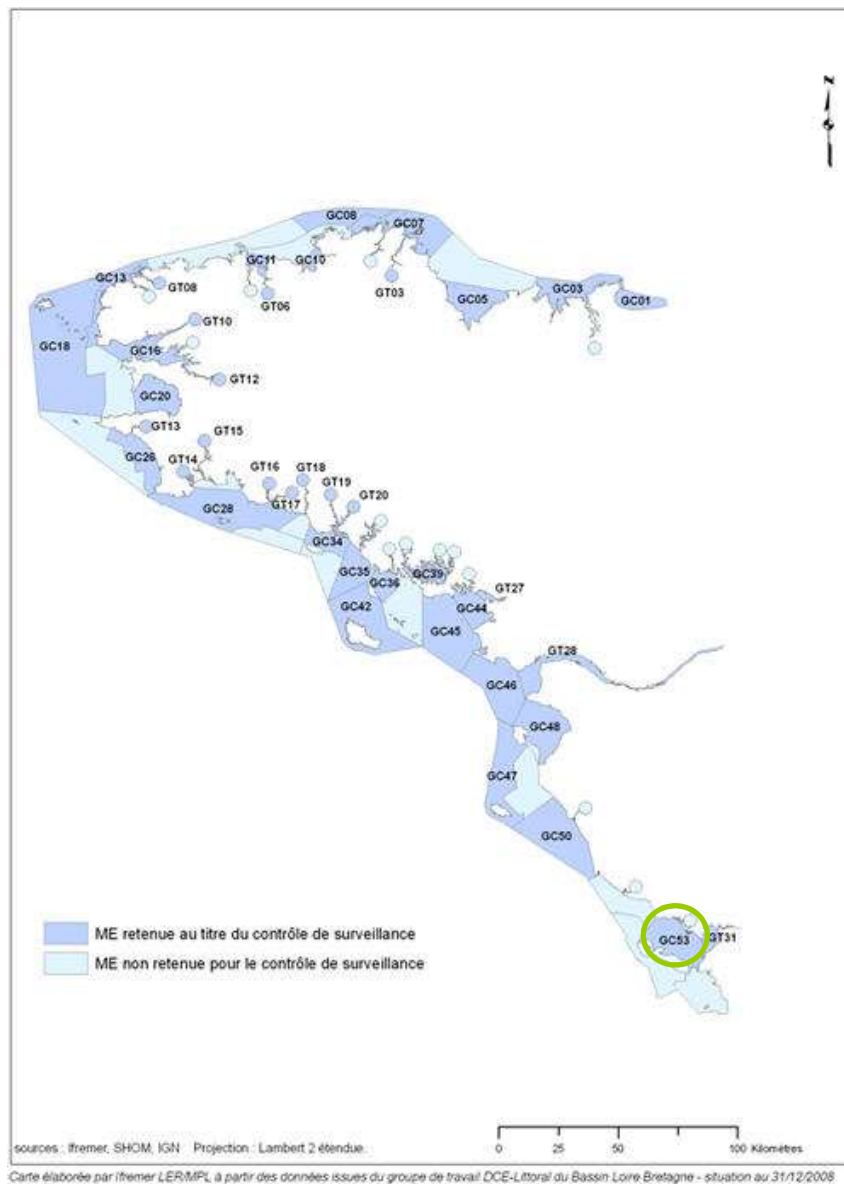 N
GC08
GC07
GC11
GC10
GC13
GT08
GT06
GT03
GC03
GC01
GC05
GT10
GC18
GC16
GT12
GC20
GT13
GT15
GC26
GT14
GT16
GT18
GT19
GT20
GC28
GT17
GC34
GC35
GC36
GC39
GT27
GC42
GC44
GC45
GT28
GC46
GC48
GC47
GC50
ME retenue au titre du contrôle de surveillance
GC53
GT31
ME non retenue pour le contrôle de surveillance
0 25 50 100 Kilomètres
sources : Ifremer, SHOM, IGN Projection : Lambert 2 étendue.
Carte élaborée par Ifremer LER/MPL à partir des données issues du groupe de travail DCE-Littoral du Bassin Loire Bretagne - situation au 31/12/2008